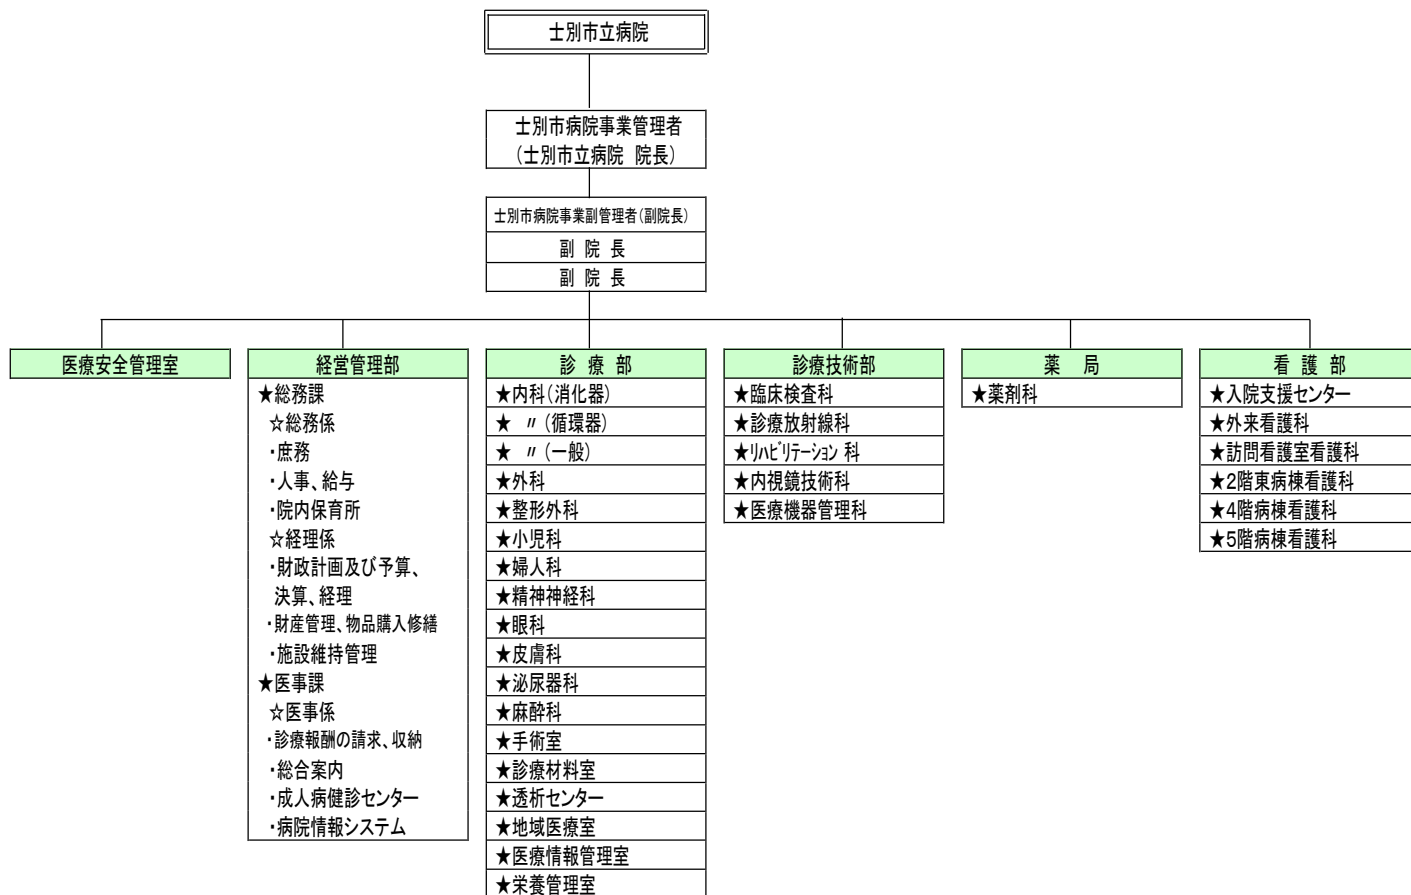 士別市立病院
士別市病院事業管理者
(士別市立病院 院長)
士別市病院事業副管理者(副院長)
副 院 長
副 院 長
医療安全管理室
経営管理部
★総務課
☆総務係
・庶務
・人事、給与
・院内保育所
☆経理係
・財政計画及び予算、
決算、経理
・財産管理、物品購入修繕
・施設維持管理
★医事課
☆医事係
・診療報酬の請求、収納
・総合案内
・成人病健診センター
・病院情報システム
診 療 部
★内科(消化器)
★ 〃 (循環器)
★ 〃 (一般)
★外科
★整形外科
★小児科
★婦人科
★精神神経科
★眼科
★皮膚科
★泌尿器科
★麻酔科
★手術室
★診療材料室
★透析センター
★地域医療室
★医療情報管理室
★栄養管理室
診療技術部
★臨床検査科
★診療放射線科
★リハビリテーション 科
★内視鏡技術科
★医療機器管理科
薬 局
★薬剤科
看 護 部
★入院支援センター
★外来看護科
★訪問看護室看護科
★2階東病棟看護科
★4階病棟看護科
★5階病棟看護科